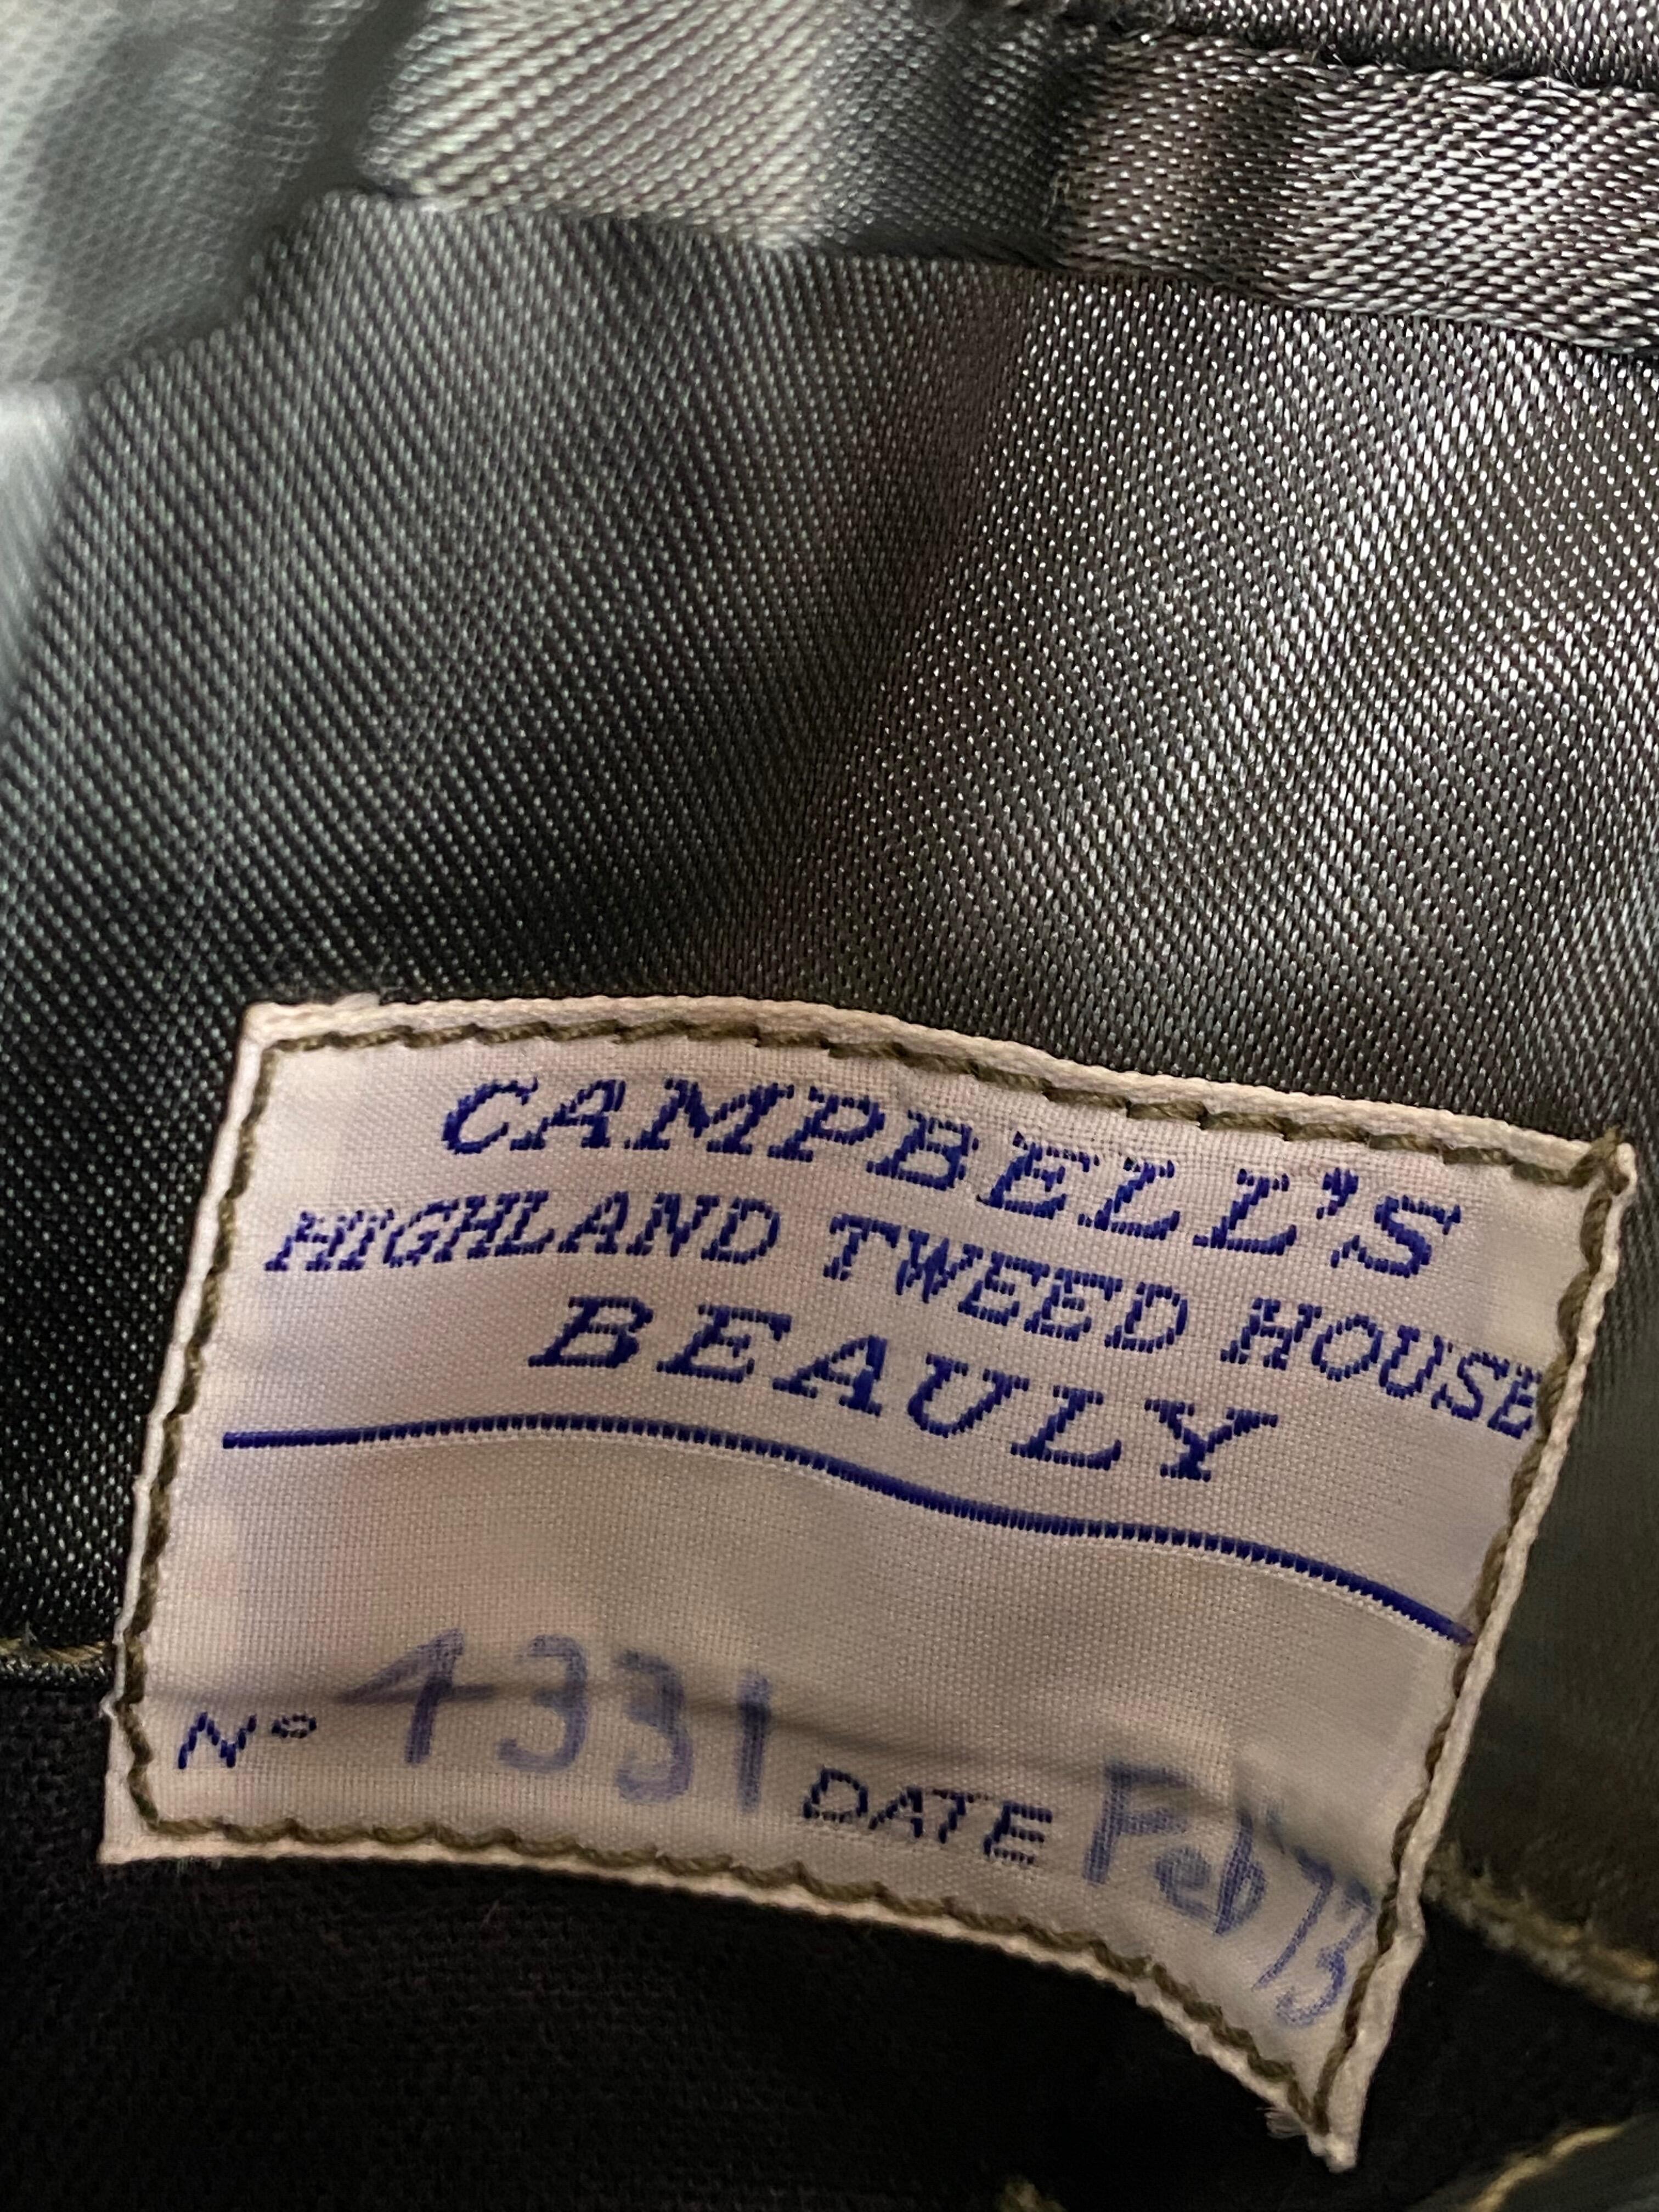 CAMPBELL'S
HIGHLAND TWEED HOUSE
BEAULY
Nº 4331 DATE Feb 73